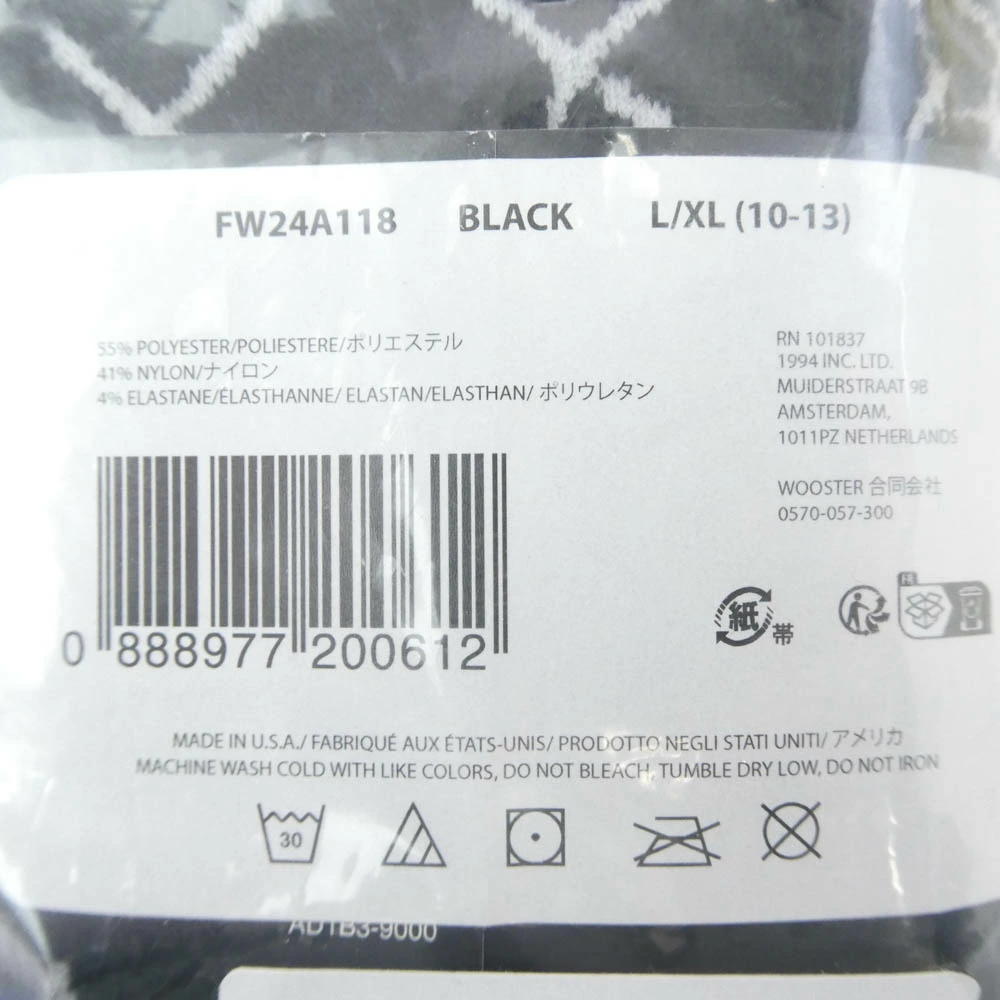 FW24A118 BLACK L/XL (10-13)
55% POLYESTER/POLIESTERE/ポリエステル
41% NYLON/ナイロン
4% ELASTANE/ÉLASTHANNE/ ELASTAN/ELASTHAN/ ポリウレタン
RN 101837
1994 INC. LTD.
MUIDERSTRAAT 9B
AMSTERDAM,
1011PZ NETHERLANDS
WOOSTER 合同会社
0570-057-300
0 888977 200612
紙 帯
FR
MADE IN U.S.A./ FABRIQUÉ AUX ÉTATS-UNIS/ PRODOTTO NEGLI STATI UNITI/ アメリカ
MACHINE WASH COLD WITH LIKE COLORS, DO NOT BLEACH, TUMBLE DRY LOW, DO NOT IRON
30
ADTB3-9000